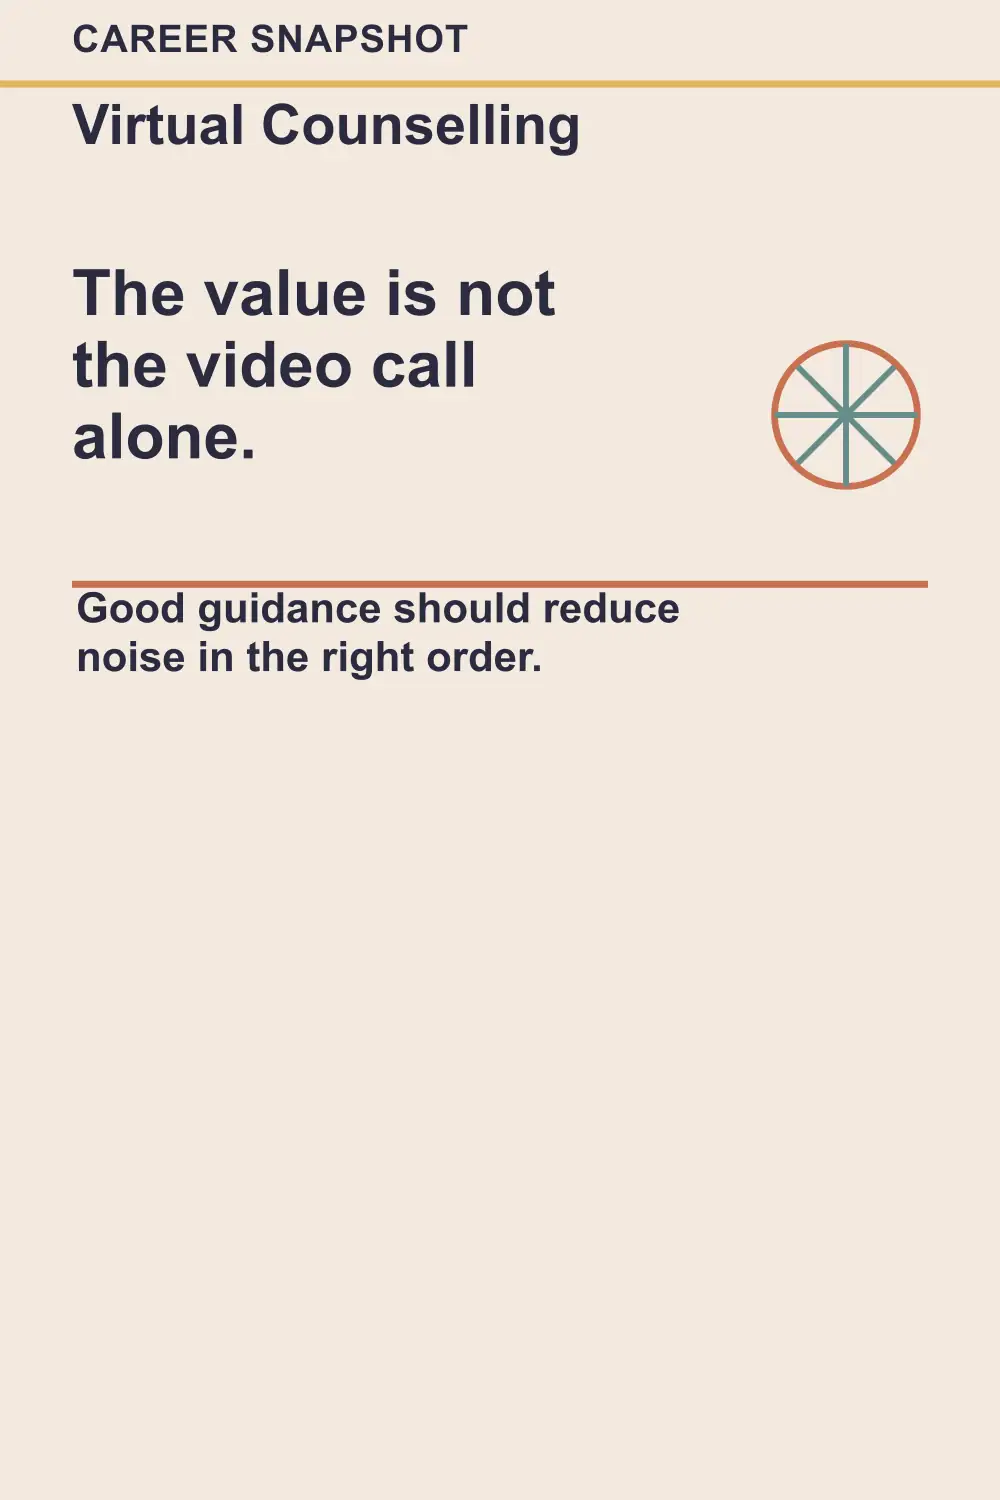 CAREER SNAPSHOT
Virtual Counselling
The value is not
the video call
alone.
Good guidance should reduce
noise in the right order.